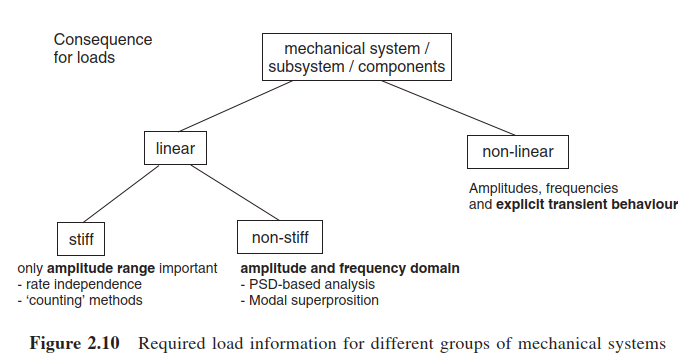 Consequence
for loads
mechanical system /
subsystem / components
linear
non-linear
Amplitudes, frequencies
and explicit transient behaviour
stiff
non-stiff
only amplitude range important
- rate independence
- ‘counting’ methods
amplitude and frequency domain
- PSD-based analysis
- Modal superprosition
Figure 2.10 Required load information for different groups of mechanical systems